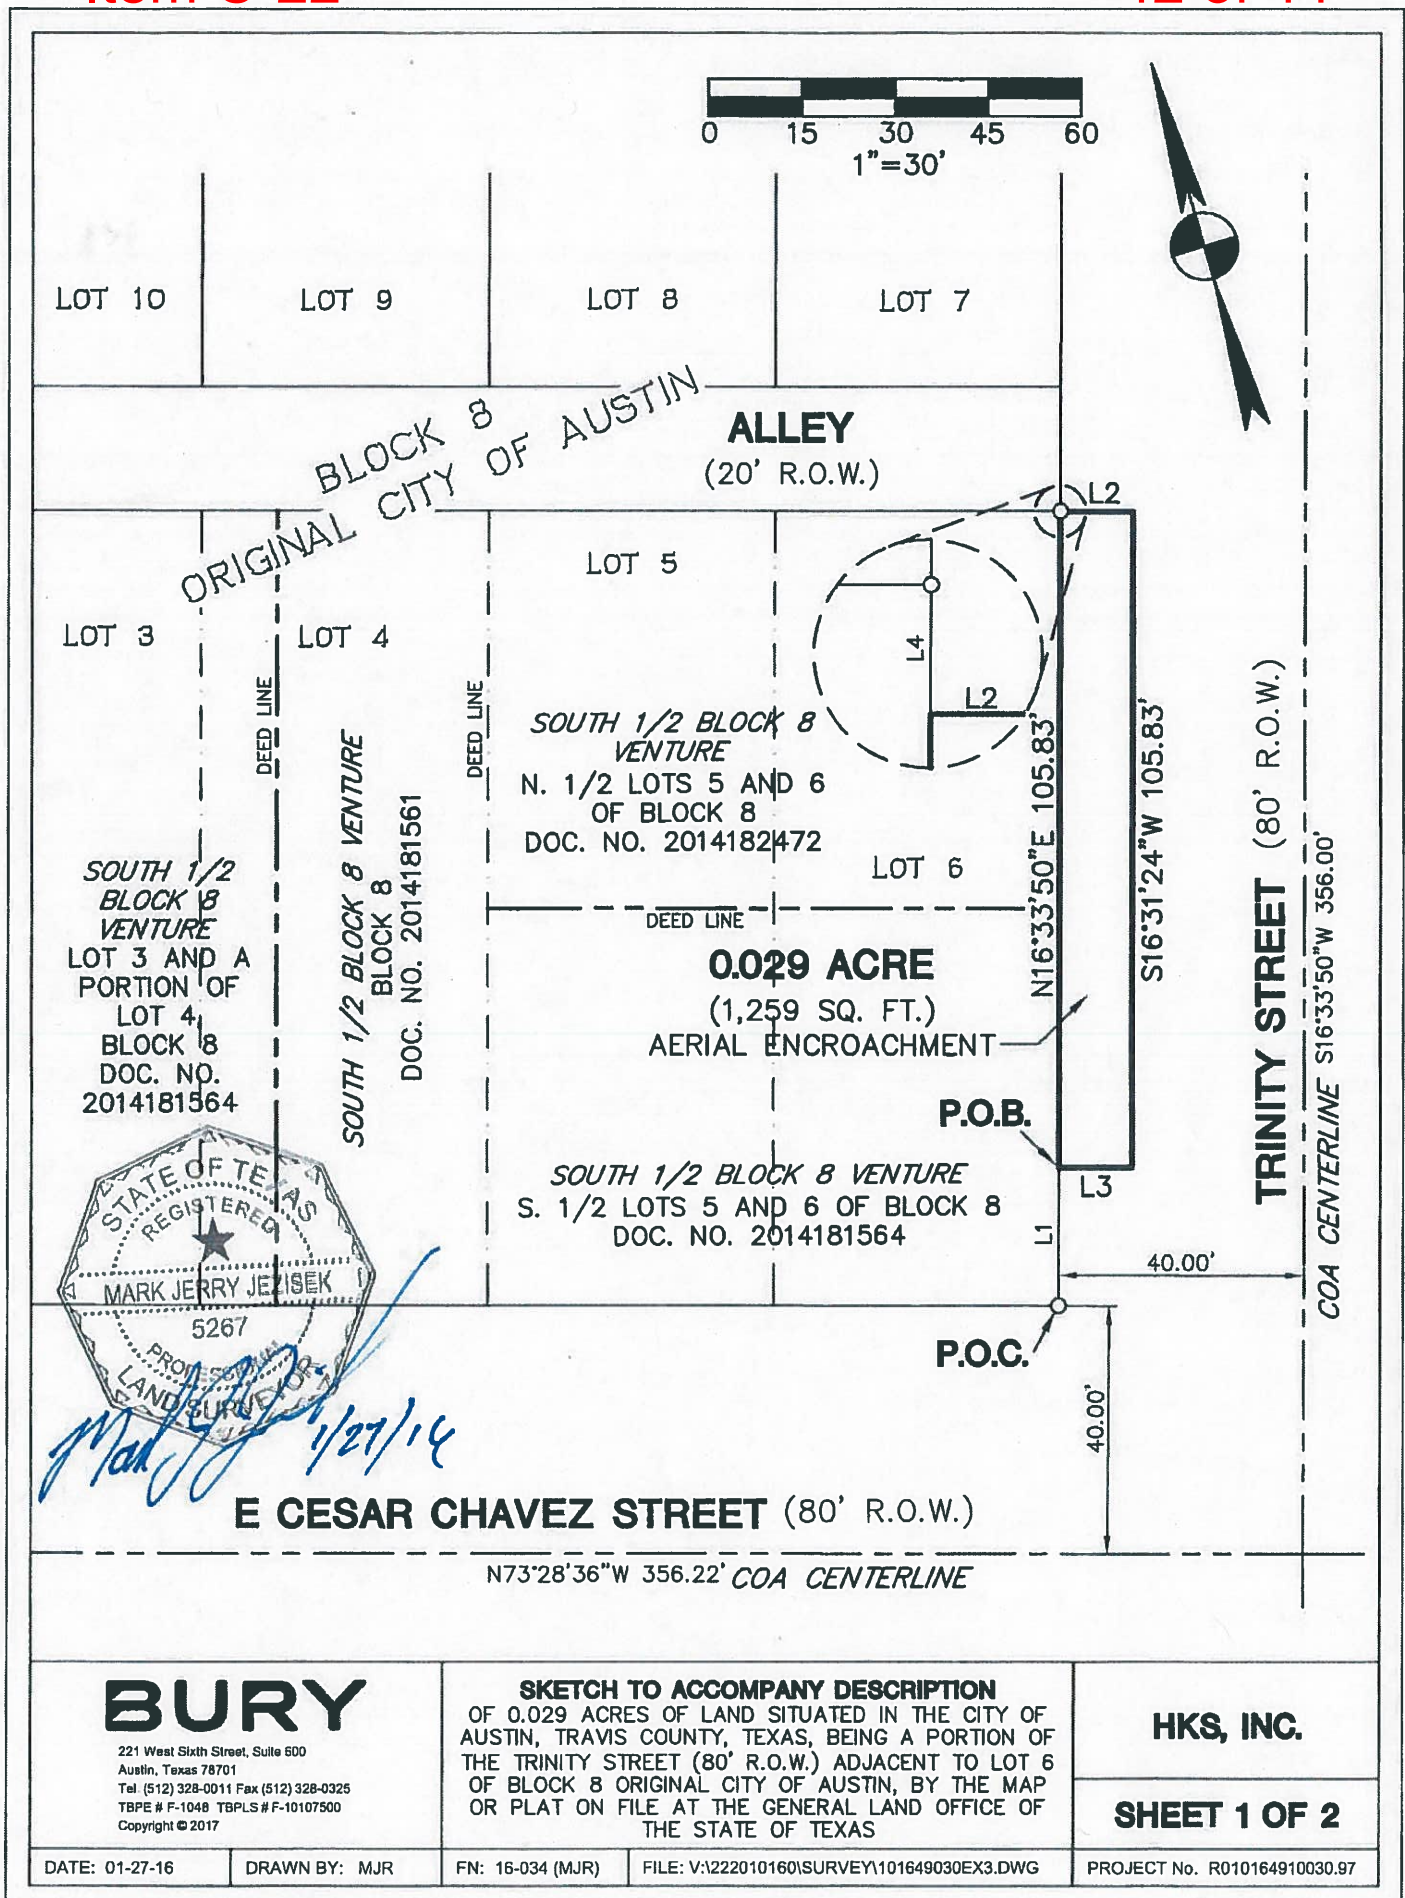 0 15 30 45 60
1"=30'
LOT 10
LOT 9
LOT 8
LOT 7
BLOCK 8
ORIGINAL CITY OF AUSTIN
ALLEY
(20' R.O.W.)
L2
LOT 3
LOT 4
LOT 5
L4
L2
DEED LINE
DEED LINE
SOUTH 1/2 BLOCK 8
VENTURE
N. 1/2 LOTS 5 AND 6
OF BLOCK 8
DOC. NO. 2014182472
LOT 6
DEED LINE
SOUTH 1/2 BLOCK 8 VENTURE
BLOCK 8
DOC. NO. 2014181561
SOUTH 1/2
BLOCK 8
VENTURE
LOT 3 AND A
PORTION OF
LOT 4,
BLOCK 8
DOC. NO.
2014181564
N16°33'50"E 105.83'
S16°31'24"W 105.83'
0.029 ACRE
(1,259 SQ. FT.)
AERIAL ENCROACHMENT
P.O.B.
L3
L1
SOUTH 1/2 BLOCK 8 VENTURE
S. 1/2 LOTS 5 AND 6 OF BLOCK 8
DOC. NO. 2014181564
TRINITY STREET (80' R.O.W.)
COA CENTERLINE S16°33'50"W 356.00'
40.00'
P.O.C.
40.00'
STATE OF TEXAS
REGISTERED
MARK JERRY JEZISEK
5267
PROFESSIONAL
LAND SURVEYOR
1/27/16
E CESAR CHAVEZ STREET (80' R.O.W.)
N73°28'36"W 356.22' COA CENTERLINE
BURY
221 West Sixth Street, Suite 600
Austin, Texas 78701
Tel. (512) 328-0011 Fax (512) 328-0325
TBPE # F-1048 TBPLS # F-10107500
Copyright © 2017
SKETCH TO ACCOMPANY DESCRIPTION
OF 0.029 ACRES OF LAND SITUATED IN THE CITY OF
AUSTIN, TRAVIS COUNTY, TEXAS, BEING A PORTION OF
THE TRINITY STREET (80' R.O.W.) ADJACENT TO LOT 6
OF BLOCK 8 ORIGINAL CITY OF AUSTIN, BY THE MAP
OR PLAT ON FILE AT THE GENERAL LAND OFFICE OF
THE STATE OF TEXAS
HKS, INC.
SHEET 1 OF 2
DATE: 01-27-16
DRAWN BY: MJR
FN: 16-034 (MJR)
FILE: V:\222010160\SURVEY\101649030EX3.DWG
PROJECT No. R010164910030.97